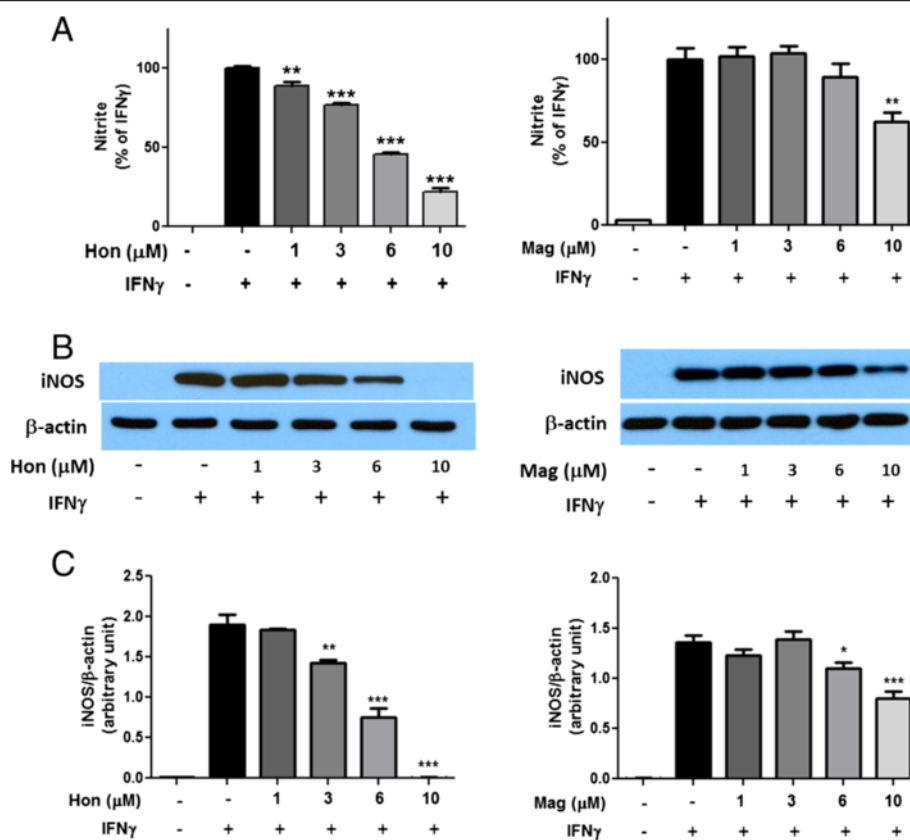 A
Nitrite
(% of IFNγ)
100
50
0
**
***
***
***
Hon (μM) - - 1 3 6 10
IFNγ - + + + + +
Nitrite
(% of IFNγ)
100
50
0
**
Mag (μM) - - 1 3 6 10
IFNγ - + + + + +
B
iNOS
β-actin
Hon (μM) - - 1 3 6 10
IFNγ - + + + + +
iNOS
β-actin
Mag (μM) - - 1 3 6 10
IFNγ - + + + + +
C
iNOS/β-actin
(arbitrary unit)
2.5
2.0
1.5
1.0
0.5
0.0
**
***
***
Hon (μM) - - 1 3 6 10
IFNγ - + + + + +
iNOS/β-actin
(arbitrary unit)
2.0
1.5
1.0
0.5
0.0
*
***
Mag (μM) - - 1 3 6 10
IFNγ - + + + + +